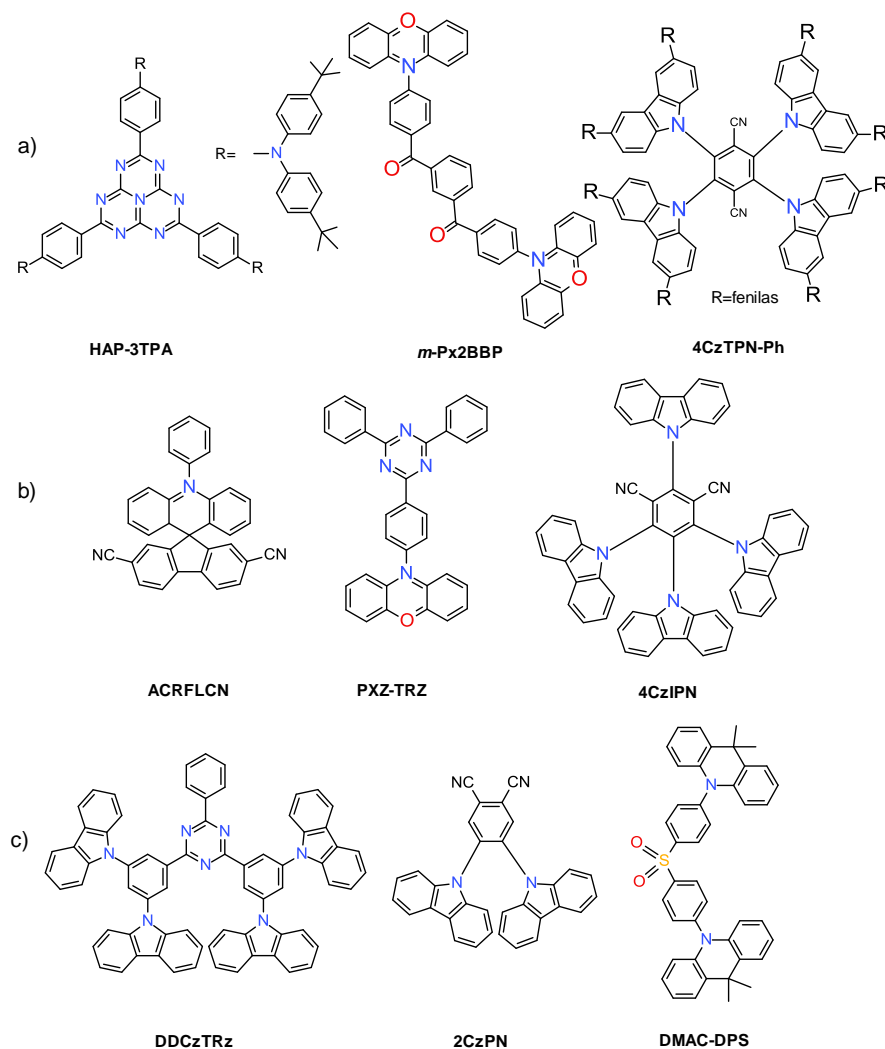 a)
R
N N N
N N N
N
R R
HAP-3TPA
R=
N
O
N
O
O
N
O
m-Px2BBP
R R
R R
N CN N
N CN N
R R
R R
R=fenilas
4CzTPN-Ph
b)
N
NC CN
ACRFLCN
N
N N
N
O
PXZ-TRZ
N
NC CN
N N
N
4CzIPN
c)
N N
N
N N
N N
DDCzTRz
NC CN
N N
2CzPN
N
O
S
O
N
DMAC-DPS